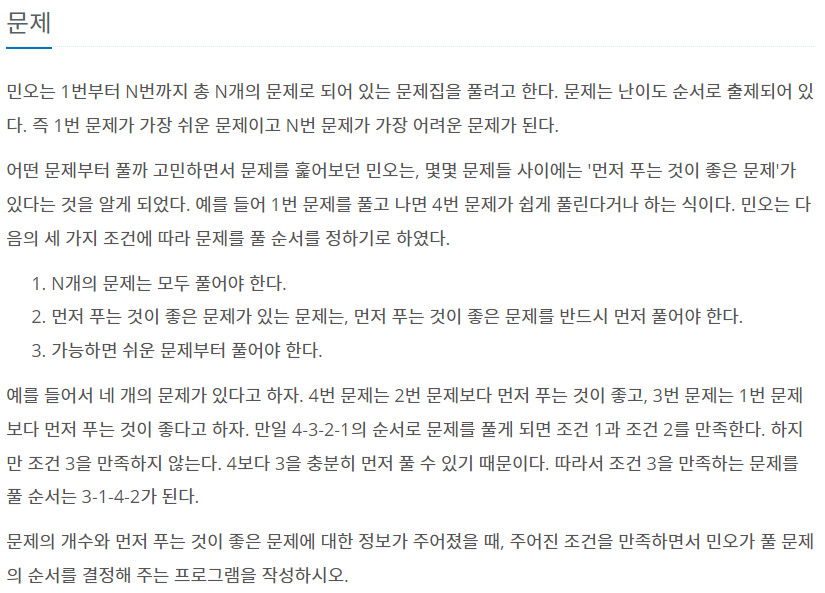 문제
민오는 1번부터 N번까지 총 N개의 문제로 되어 있는 문제집을 풀려고 한다. 문제는 난이도 순서로 출제되어 있
다. 즉 1번 문제가 가장 쉬운 문제이고 N번 문제가 가장 어려운 문제가 된다.
어떤 문제부터 풀까 고민하면서 문제를 훑어보던 민오는, 몇몇 문제들 사이에는 '먼저 푸는 것이 좋은 문제'가
있다는 것을 알게 되었다. 예를 들어 1번 문제를 풀고 나면 4번 문제가 쉽게 풀린다거나 하는 식이다. 민오는 다
음의 세 가지 조건에 따라 문제를 풀 순서를 정하기로 하였다.
1. N개의 문제는 모두 풀어야 한다.
2. 먼저 푸는 것이 좋은 문제가 있는 문제는, 먼저 푸는 것이 좋은 문제를 반드시 먼저 풀어야 한다.
3. 가능하면 쉬운 문제부터 풀어야 한다.
예를 들어서 네 개의 문제가 있다고 하자. 4번 문제는 2번 문제보다 먼저 푸는 것이 좋고, 3번 문제는 1번 문제
보다 먼저 푸는 것이 좋다고 하자. 만일 4-3-2-1의 순서로 문제를 풀게 되면 조건 1과 조건 2를 만족한다. 하지
만 조건 3을 만족하지 않는다. 4보다 3을 충분히 먼저 풀 수 있기 때문이다. 따라서 조건 3을 만족하는 문제를
풀 순서는 3-1-4-2가 된다.
문제의 개수와 먼저 푸는 것이 좋은 문제에 대한 정보가 주어졌을 때, 주어진 조건을 만족하면서 민오가 풀 문제
의 순서를 결정해 주는 프로그램을 작성하시오.